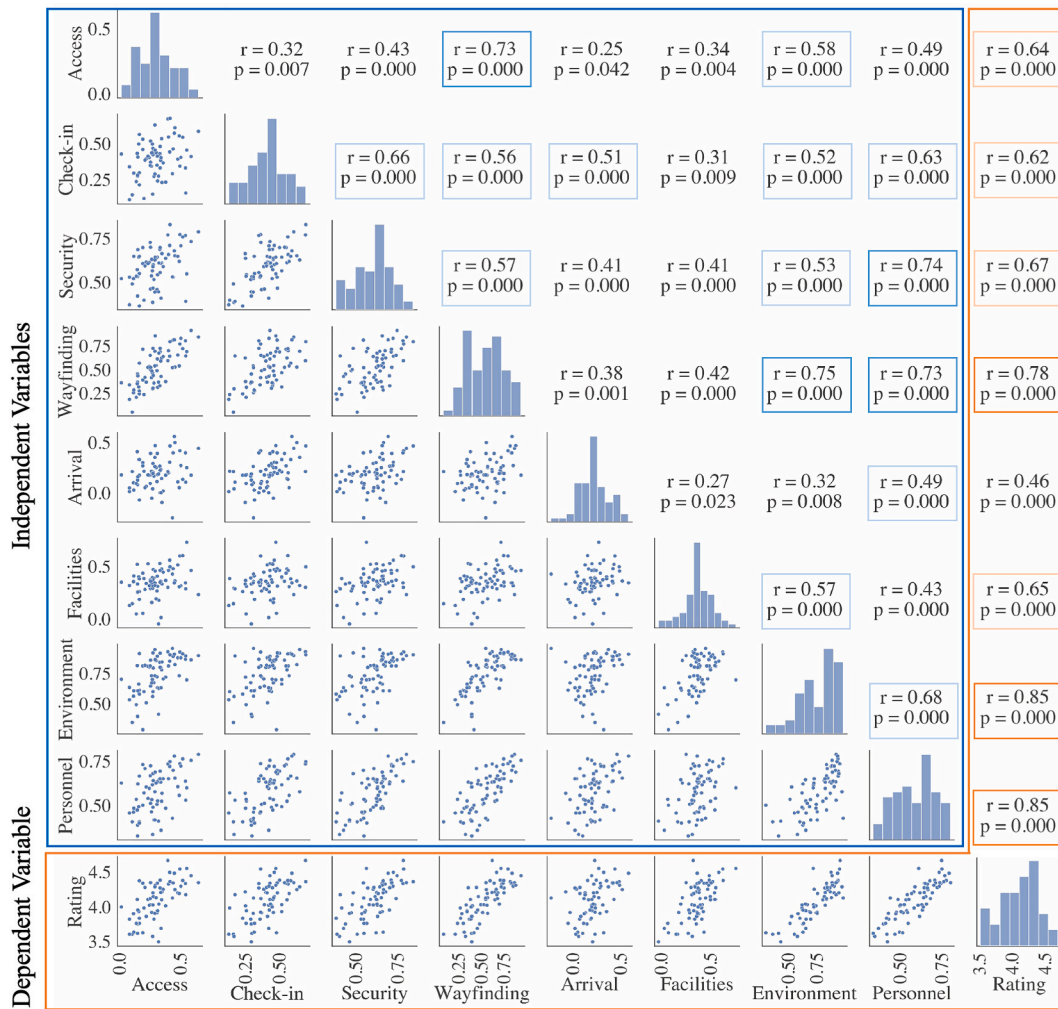 Independent Variables
Dependent Variable
Access
0.5
0.0
r = 0.32
p = 0.007
r = 0.43
p = 0.000
r = 0.73
p = 0.000
r = 0.25
p = 0.042
r = 0.34
p = 0.004
r = 0.58
p = 0.000
r = 0.49
p = 0.000
r = 0.64
p = 0.000
Check-in
0.50
0.25
r = 0.66
p = 0.000
r = 0.56
p = 0.000
r = 0.51
p = 0.000
r = 0.31
p = 0.009
r = 0.52
p = 0.000
r = 0.63
p = 0.000
r = 0.62
p = 0.000
Security
0.75
0.50
r = 0.57
p = 0.000
r = 0.41
p = 0.000
r = 0.41
p = 0.000
r = 0.53
p = 0.000
r = 0.74
p = 0.000
r = 0.67
p = 0.000
Wayfinding
0.75
0.50
0.25
r = 0.38
p = 0.001
r = 0.42
p = 0.000
r = 0.75
p = 0.000
r = 0.73
p = 0.000
r = 0.78
p = 0.000
Arrival
0.5
0.0
r = 0.27
p = 0.023
r = 0.32
p = 0.008
r = 0.49
p = 0.000
r = 0.46
p = 0.000
Facilities
0.5
0.0
r = 0.57
p = 0.000
r = 0.43
p = 0.000
r = 0.65
p = 0.000
Environment
0.75
0.50
r = 0.68
p = 0.000
r = 0.85
p = 0.000
Personnel
0.75
0.50
r = 0.85
p = 0.000
Rating
4.5
4.0
3.5
0.0 0.5
0.25 0.50
0.50 0.75
0.25 0.50 0.75
0.0 0.5
0.0 0.5
0.50 0.75
0.50 0.75
3.5 4.0 4.5
Access
Check-in
Security
Wayfinding
Arrival
Facilities
Environment
Personnel
Rating